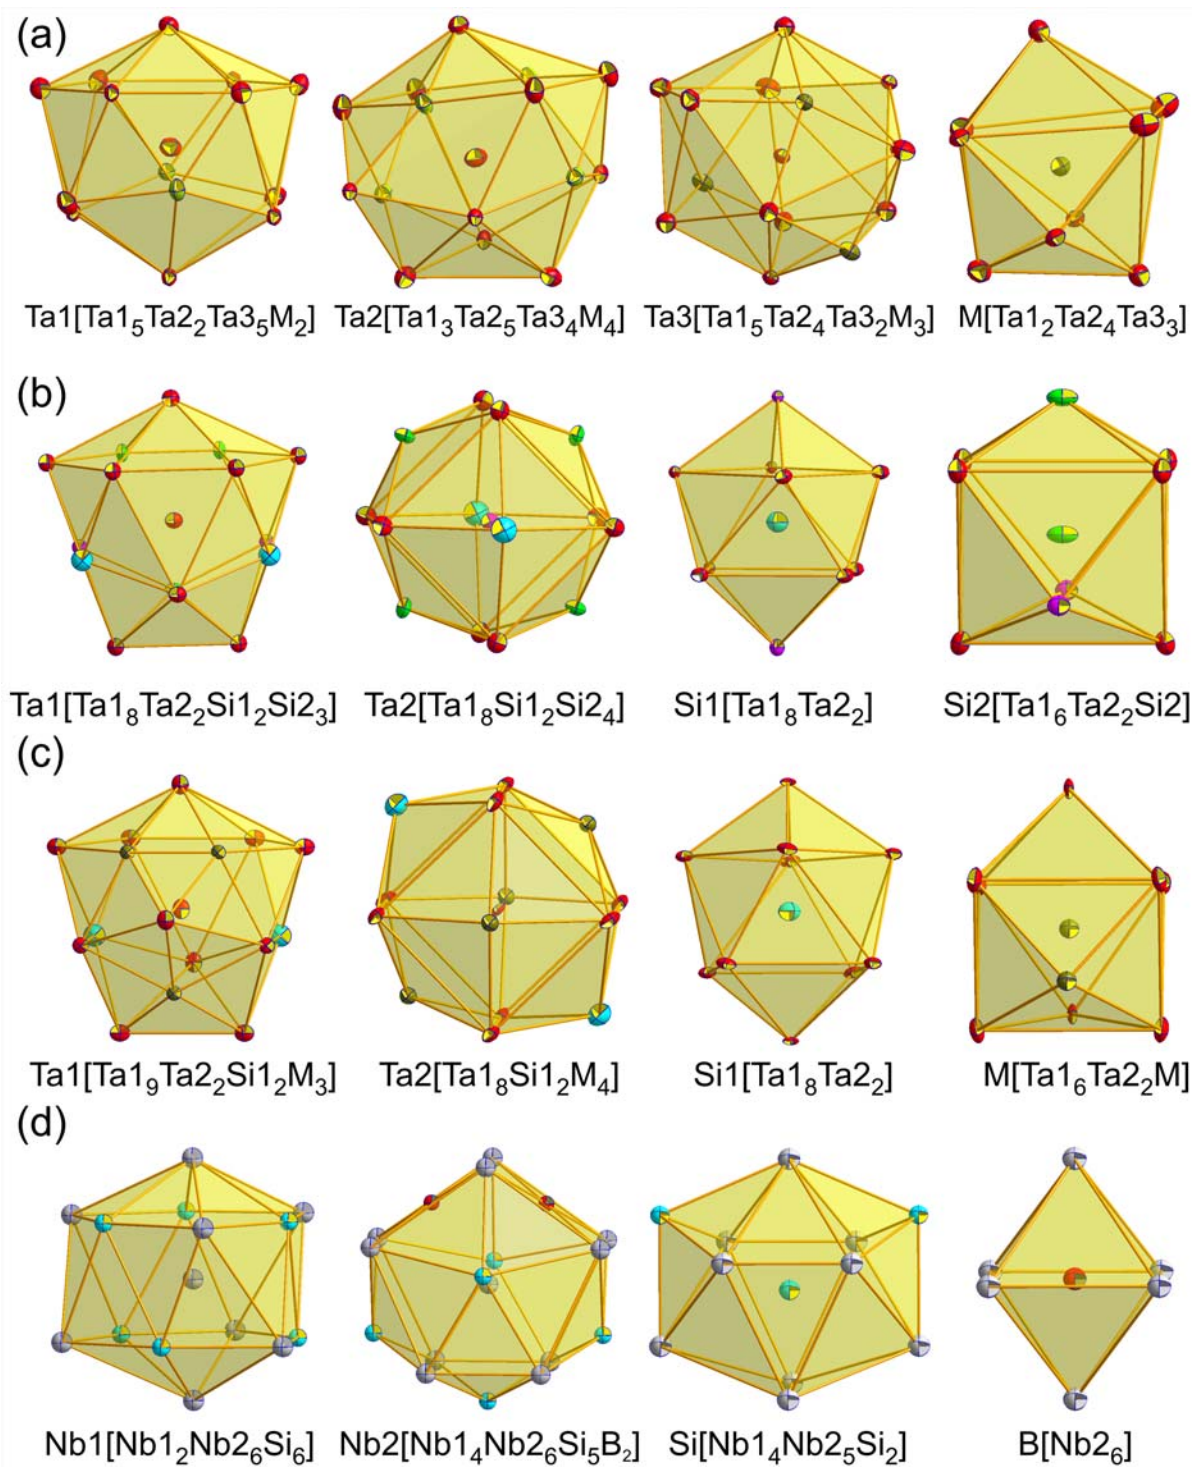 (a)
Ta1[Ta1₅Ta2₂Ta3₅M₂] Ta2[Ta1₃Ta2₅Ta3₄M₄] Ta3[Ta1₅Ta2₄Ta3₂M₃] M[Ta1₂Ta2₄Ta3₃]
(b)
Ta1[Ta1₈Ta2₂Si1₂Si2₃] Ta2[Ta1₈Si1₂Si2₄] Si1[Ta1₈Ta2₂] Si2[Ta1₆Ta2₂Si2]
(c)
Ta1[Ta1₉Ta2₂Si1₂M₃] Ta2[Ta1₈Si1₂M₄] Si1[Ta1₈Ta2₂] M[Ta1₆Ta2₂M]
(d)
Nb1[Nb1₂Nb2₆Si₆] Nb2[Nb1₄Nb2₆Si₅B₂] Si[Nb1₄Nb2₅Si₂] B[Nb2₆]